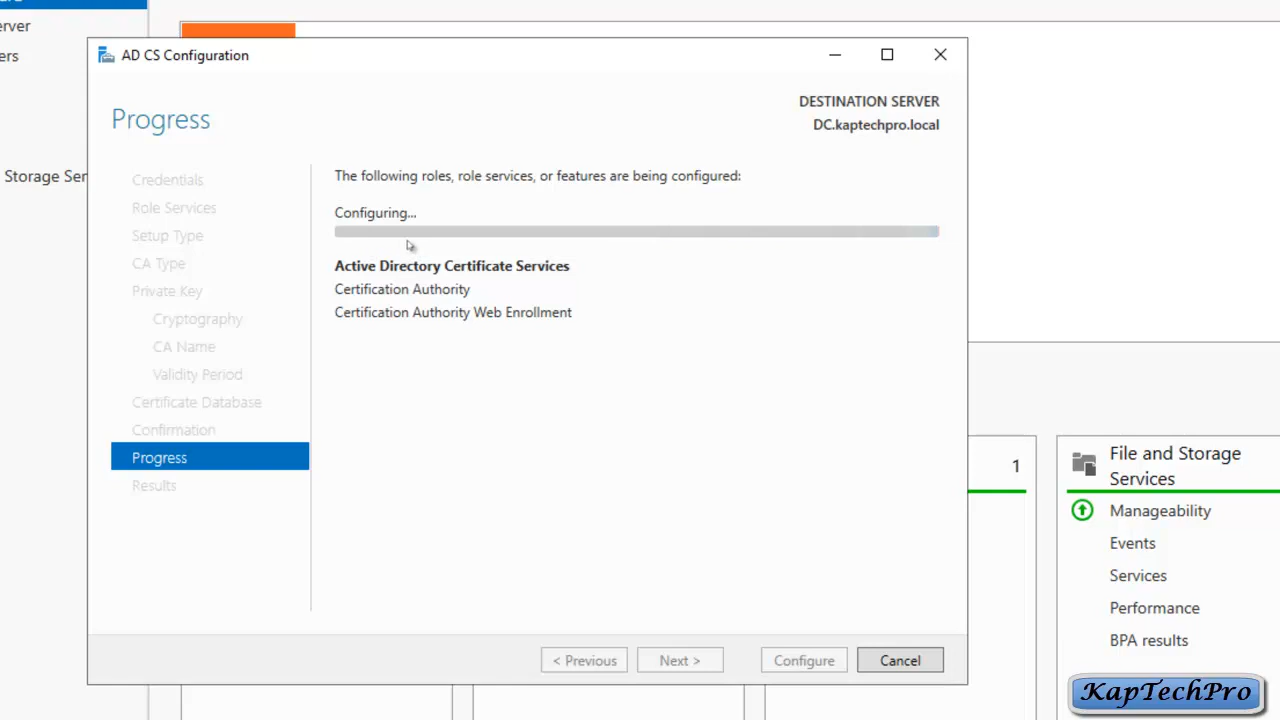 erver
ers
Storage Ser
AD CS Configuration
Progress
DESTINATION SERVER
DC.kaptechpro.local
Credentials
Role Services
Setup Type
CA Type
Private Key
Cryptography
CA Name
Validity Period
Certificate Database
Confirmation
Progress
Results
The following roles, role services, or features are being configured:
Configuring...
Active Directory Certificate Services
Certification Authority
Certification Authority Web Enrollment
< Previous
Next >
Configure
Cancel
1
File and Storage
Services
Manageability
Events
Services
Performance
BPA results
KapTechPro